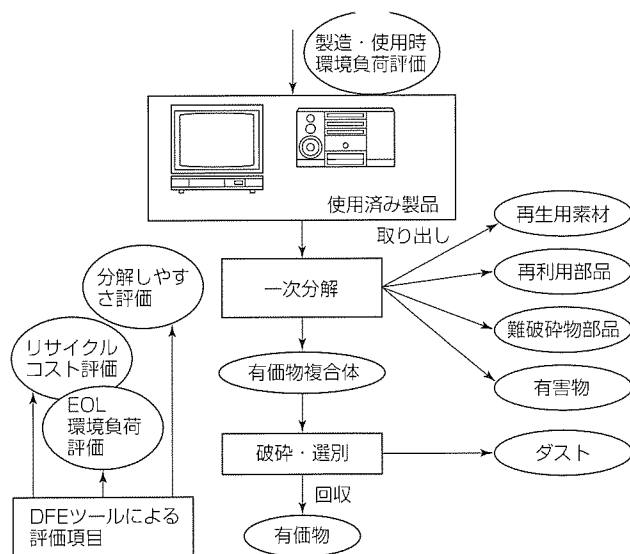 製造・使用時
環境負荷評価
使用済み製品
取り出し
再生用素材
分解しやす
さ評価
一次分解
再利用部品
難破砕物部品
リサイクル
コスト評価
有価物複合体
有害物
EOL
環境負荷
評価
破砕・選別
ダスト
回収
DFEツールによる
評価項目
有価物